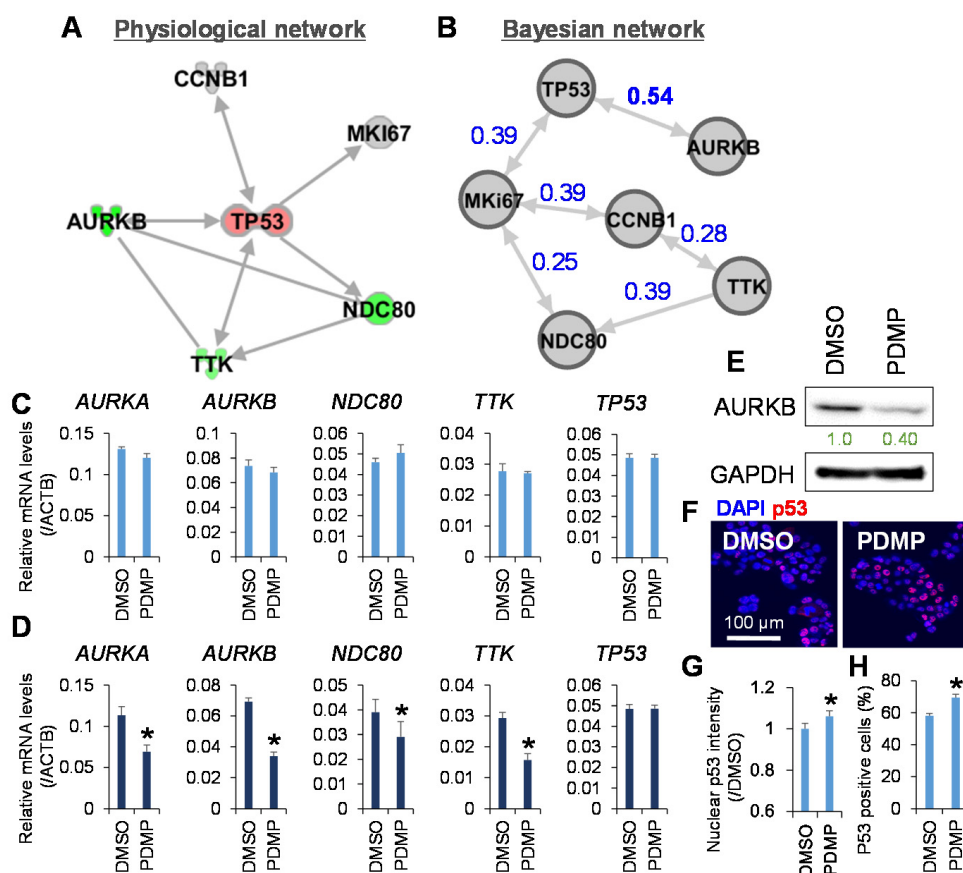 A Physiological network
CCNB1
MKI67
AURKB
TP53
NDC80
TTK
B Bayesian network
TP53
0.54
AURKB
0.39
MKi67
0.39
CCNB1
0.28
0.25
TTK
0.39
NDC80
C
AURKA AURKB NDC80 TTK TP53
Relative mRNA levels
(/ACTB)
0.15
0.1
0.05
0
DMSO
PDMP
0.1
0.08
0.06
0.04
0.02
0
DMSO
PDMP
0.06
0.05
0.04
0.03
0.02
0.01
0
DMSO
PDMP
0.04
0.03
0.02
0.01
0
DMSO
PDMP
0.06
0.05
0.04
0.03
0.02
0.01
0
DMSO
PDMP
D
AURKA AURKB NDC80 TTK TP53
Relative mRNA levels
(/ACTB)
0.15
0.1
0.05
0
*
DMSO
PDMP
0.08
0.06
0.04
0.02
0
*
DMSO
PDMP
0.05
0.04
0.03
0.02
0.01
0
*
DMSO
PDMP
0.04
0.03
0.02
0.01
0
*
DMSO
PDMP
0.06
0.05
0.04
0.03
0.02
0.01
0
DMSO
PDMP
E
DMSO
PDMP
AURKB
1.0 0.40
GAPDH
F
DAPI p53
DMSO PDMP
100 µm
G
Nuclear p53 intensity
(/DMSO)
1.2
1
0.8
0.6
*
DMSO
PDMP
H
P53 positive cells (%)
80
60
40
20
0
*
DMSO
PDMP